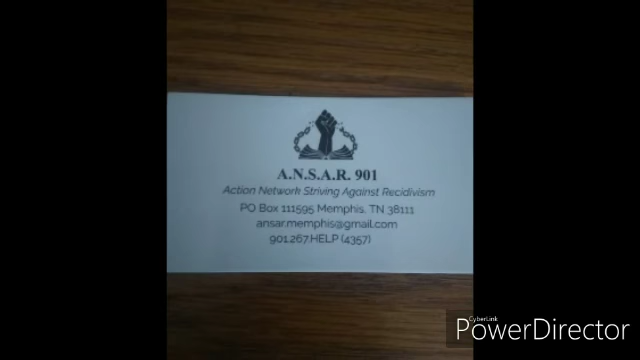 A.N.S.A.R. 901
Action Network Striving Against Recidivism
PO Box 111595 Memphis, TN 38111
ansar.memphis@gmail.com
901.267.HELP (4357)
CyberLink
PowerDirector